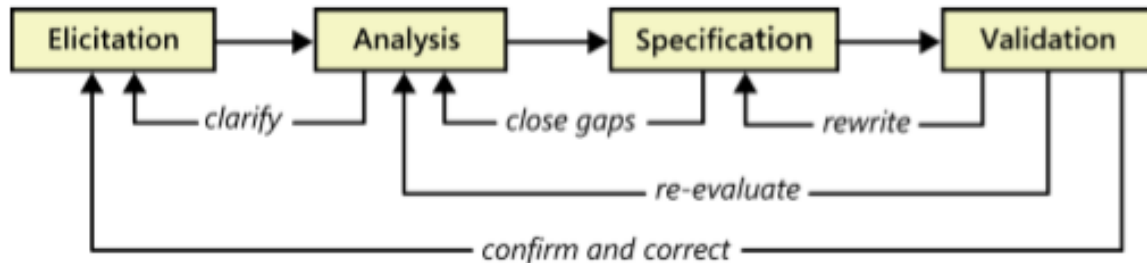 Elicitation
Analysis
Specification
Validation
clarify
close gaps
rewrite
re-evaluate
confirm and correct